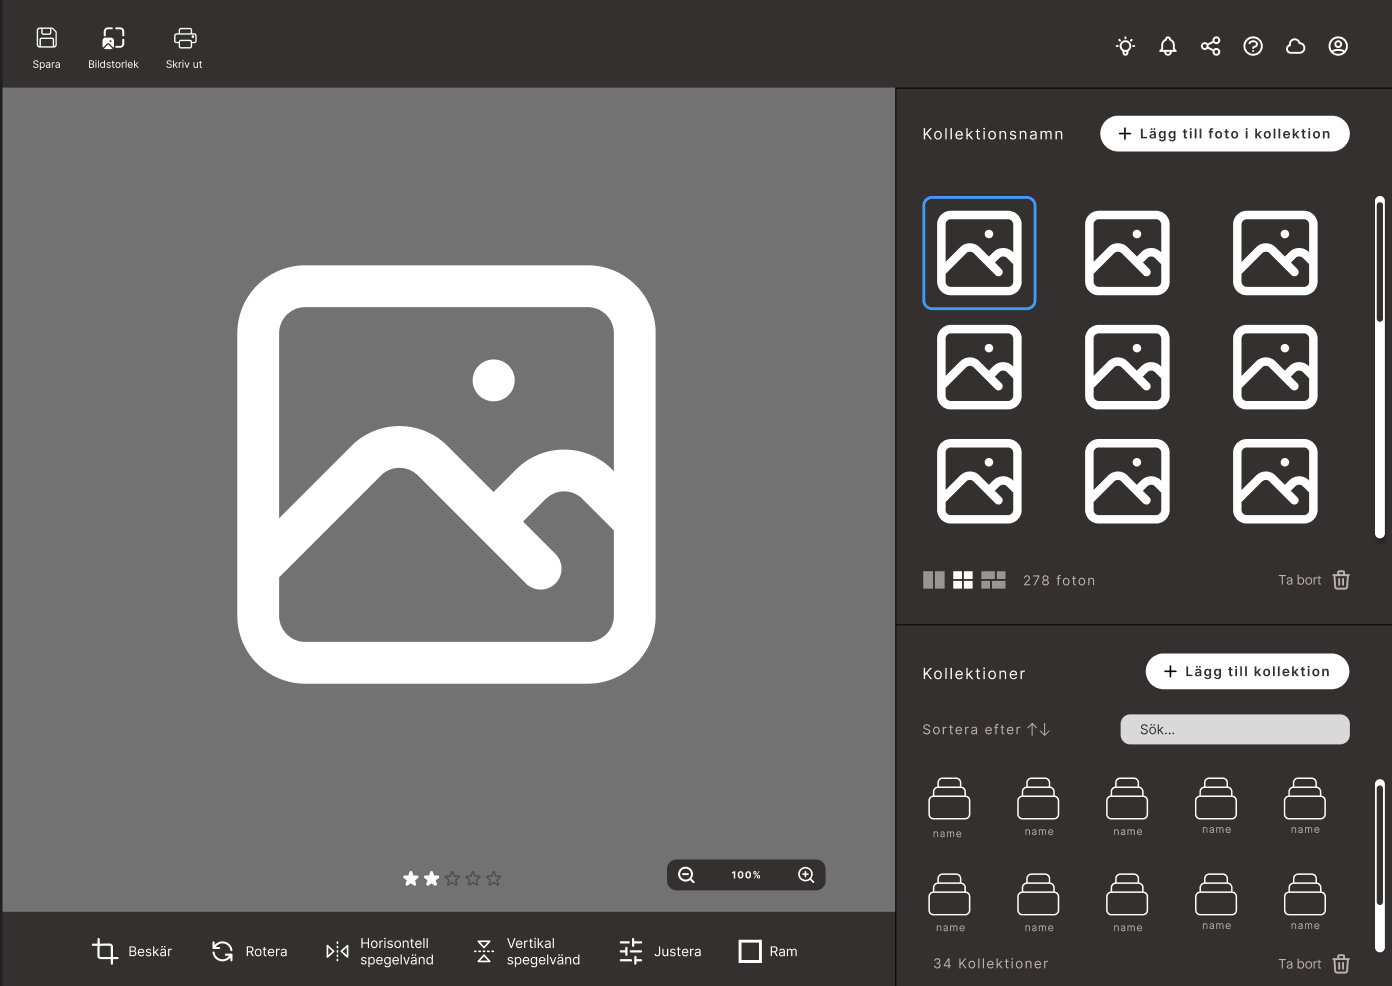 Spara
Bildstorlek
Skriv ut
Kollektionsnamn
Lägg till foto i kollektion
278 foton
Ta bort
Kollektioner
Lägg till kollektion
Sortera efter
Sök...
name
name
name
name
name
name
name
name
name
name
34 Kollektioner
Ta bort
100%
Beskär
Rotera
Horisontell
spegelvänd
Vertikal
spegelvänd
Justera
Ram